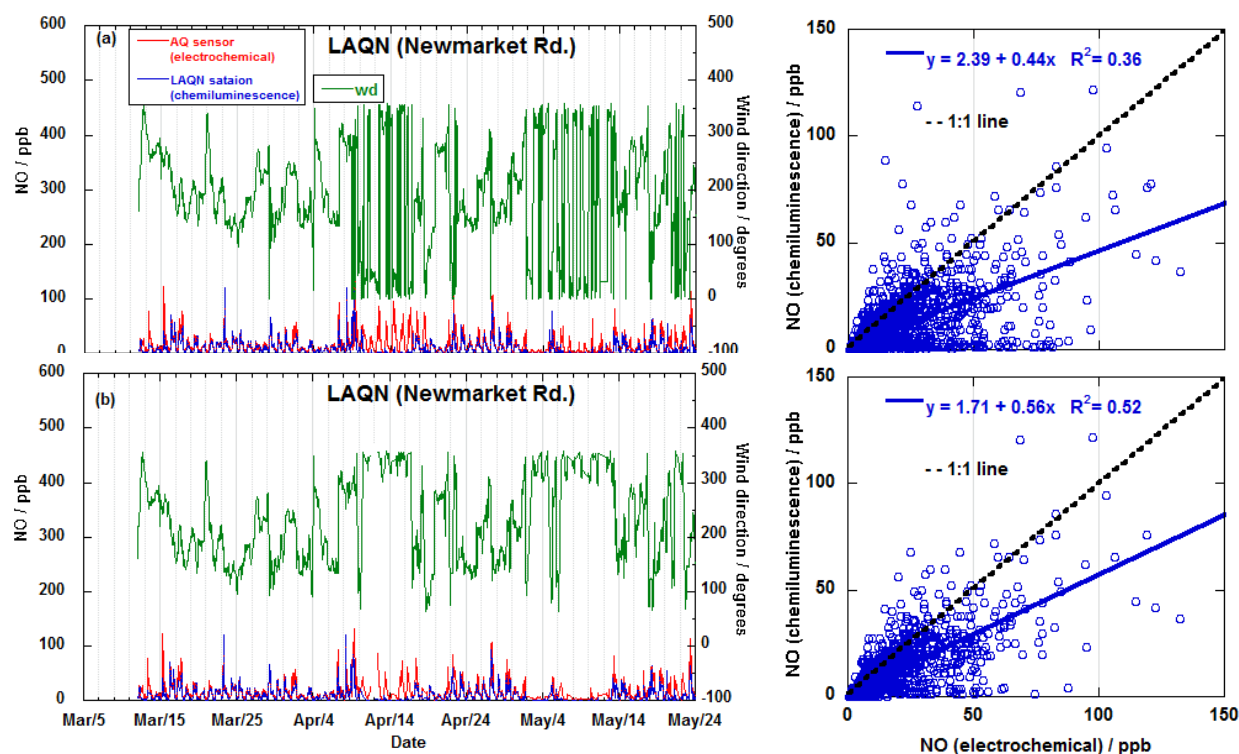 600
500
400
300
200
100
0
NO / ppb
(a)
AQ sensor
(electrochemical)
LAQN sataion
(chemiluminescence)
wd
LAQN (Newmarket Rd.)
500
400
300
200
100
0
-100
Wind direction / degrees
150
100
50
0
NO (chemiluminescence) / ppb
y = 2.39 + 0.44x R²= 0.36
- - 1:1 line
0 50 100 150
600
500
400
300
200
100
0
NO / ppb
(b)
LAQN (Newmarket Rd.)
500
400
300
200
100
0
-100
Wind direction / degrees
Mar/5 Mar/15 Mar/25 Apr/4 Apr/14 Apr/24 May/4 May/14 May/24
Date
150
100
50
0
NO (chemiluminescence) / ppb
y = 1.71 + 0.56x R²= 0.52
- - 1:1 line
0 50 100 150
NO (electrochemical) / ppb